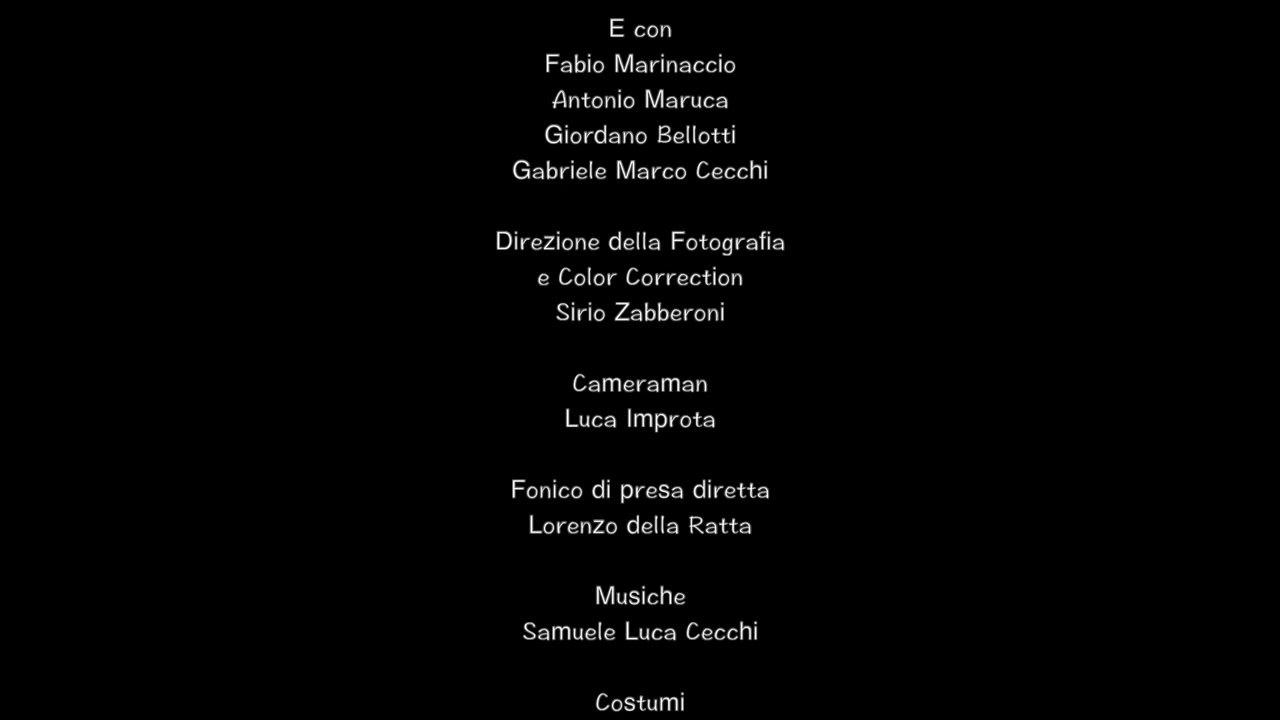 E con
Fabio Marinaccio
Antonio Maruca
Giordano Bellotti
Gabriele Marco Cecchi
Direzione della Fotografia
e Color Correction
Sirio Zabberoni
Cameraman
Luca Improta
Fonico di presa diretta
Lorenzo della Ratta
Musiche
Samuele Luca Cecchi
Costumi